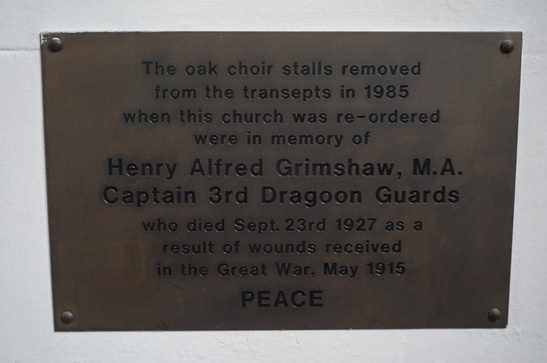 The oak choir stalls removed
from the transepts in 1985
when this church was re-ordered
were in memory of
Henry Alfred Grimshaw, M.A.
Captain 3rd Dragoon Guards
who died Sept. 23rd 1927 as a
result of wounds received
in the Great War, May 1915
PEACE